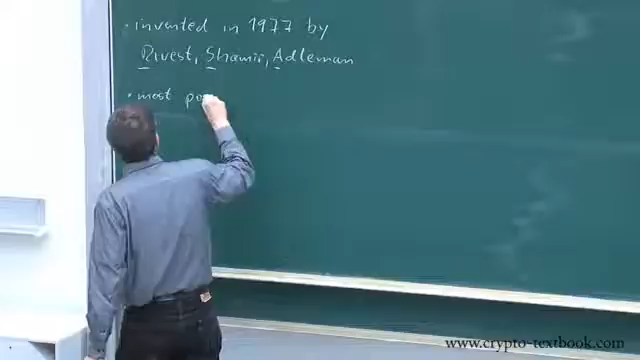 • invented in 1977 by
Rivest, Shamir, Adleman
• most po
www.crypto-textbook.com